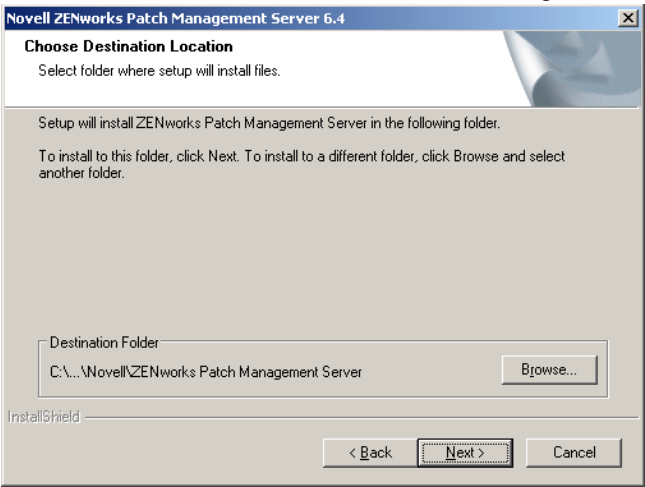 Novell ZENworks Patch Management Server 6.4
Choose Destination Location
Select folder where setup will install files.
Setup will install ZENworks Patch Management Server in the following folder.
To install to this folder, click Next. To install to a different folder, click Browse and select
another folder.
Destination Folder
C:\...\Novell\ZENworks Patch Management Server
Browse...
InstallShield
< Back
Next >
Cancel